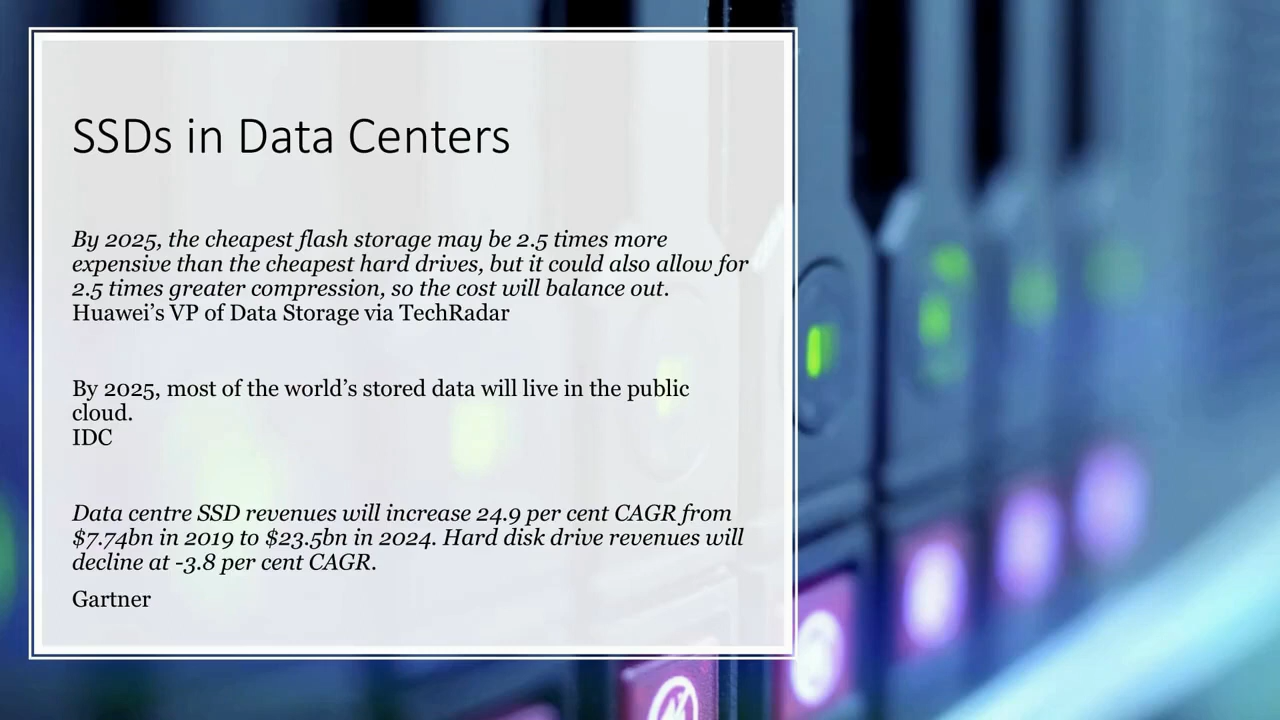 SSDs in Data Centers
By 2025, the cheapest flash storage may be 2.5 times more
expensive than the cheapest hard drives, but it could also allow for
2.5 times greater compression, so the cost will balance out.
Huawei’s VP of Data Storage via TechRadar
By 2025, most of the world’s stored data will live in the public
cloud.
IDC
Data centre SSD revenues will increase 24.9 per cent CAGR from
$7.74bn in 2019 to $23.5bn in 2024. Hard disk drive revenues will
decline at -3.8 per cent CAGR.
Gartner